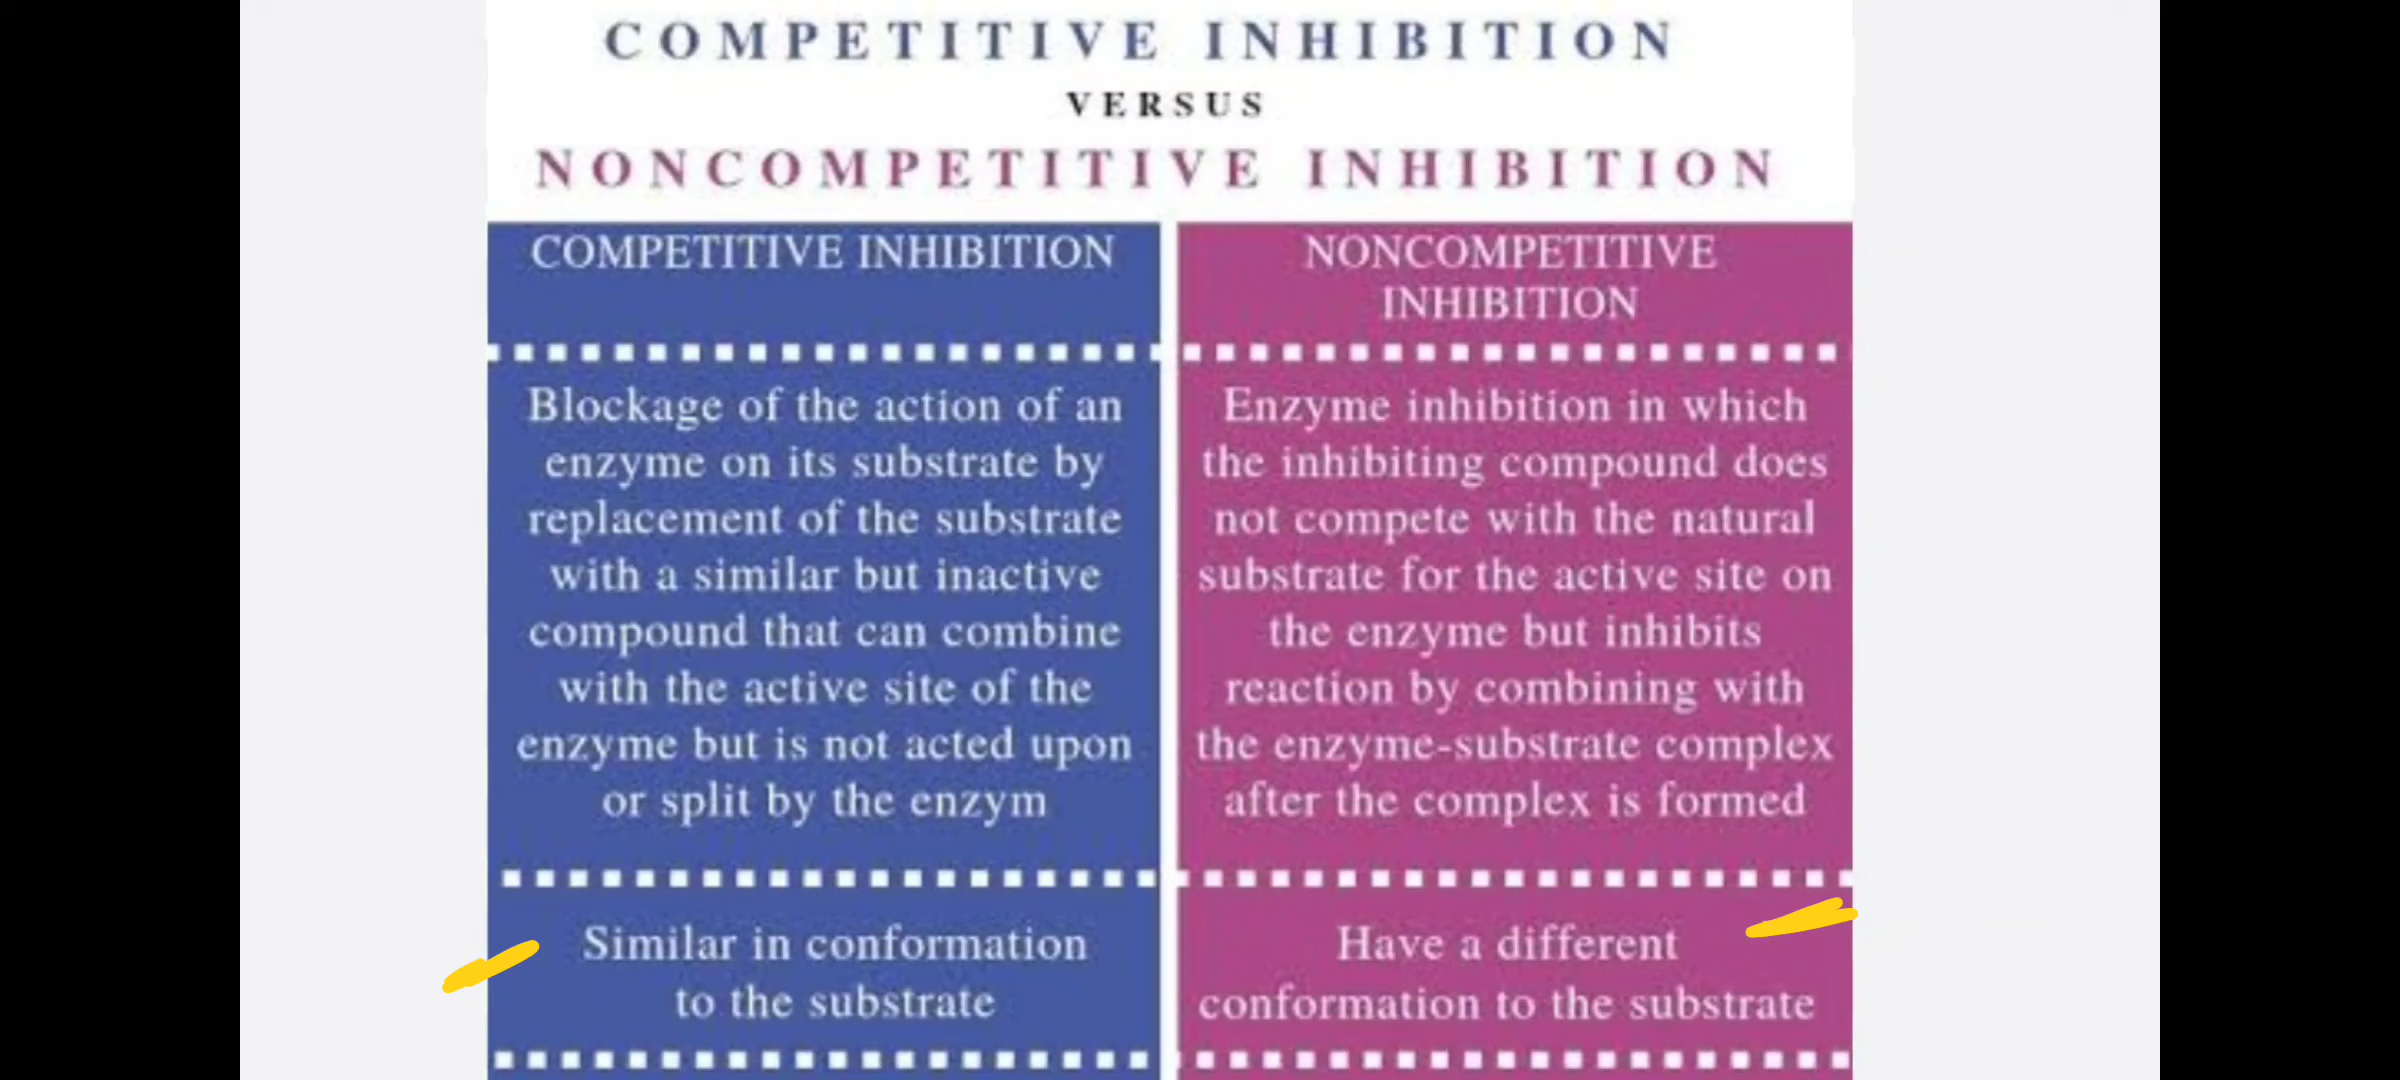 COMPETITIVE INHIBITION
VERSUS
NONCOMPETITIVE INHIBITION
COMPETITIVE INHIBITION
Blockage of the action of an
enzyme on its substrate by
replacement of the substrate
with a similar but inactive
compound that can combine
with the active site of the
enzyme but is not acted upon
or split by the enzym
Similar in conformation
to the substrate
NONCOMPETITIVE
INHIBITION
Enzyme inhibition in which
the inhibiting compound does
not compete with the natural
substrate for the active site on
the enzyme but inhibits
reaction by combining with
the enzyme-substrate complex
after the complex is formed
Have a different
conformation to the substrate